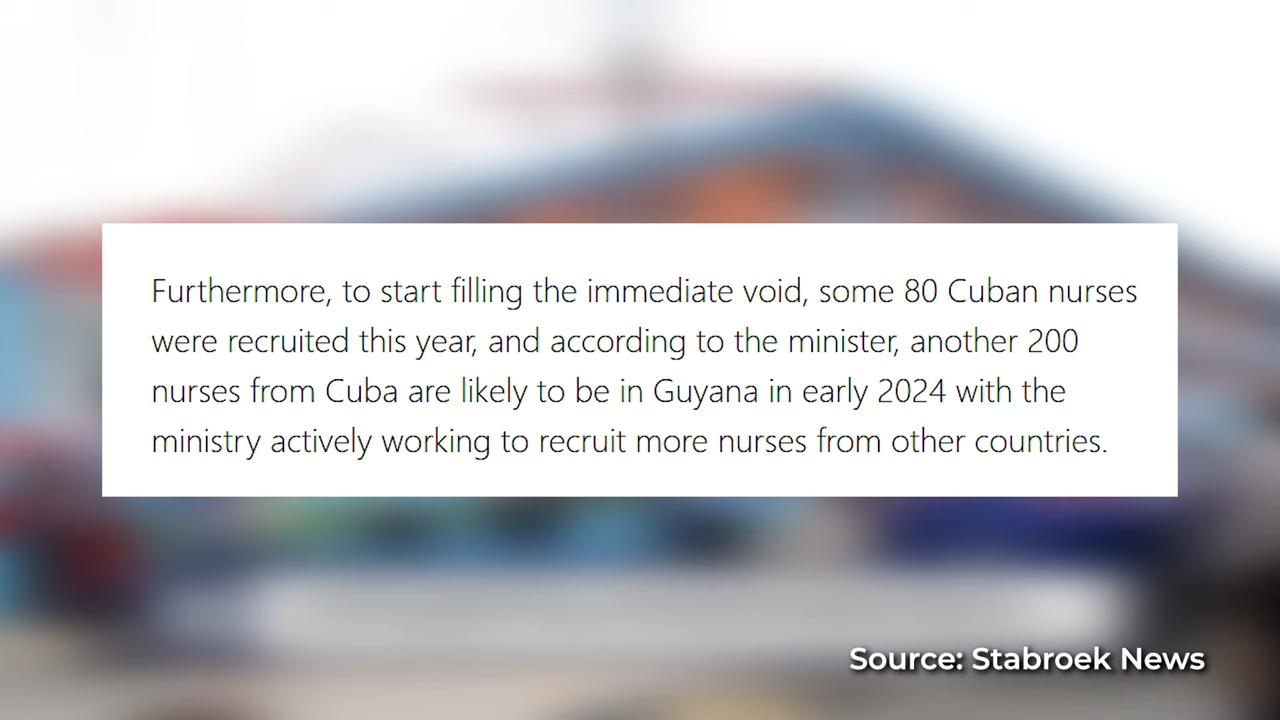 Furthermore, to start filling the immediate void, some 80 Cuban nurses
were recruited this year, and according to the minister, another 200
nurses from Cuba are likely to be in Guyana in early 2024 with the
ministry actively working to recruit more nurses from other countries.
Source: Stabroek News